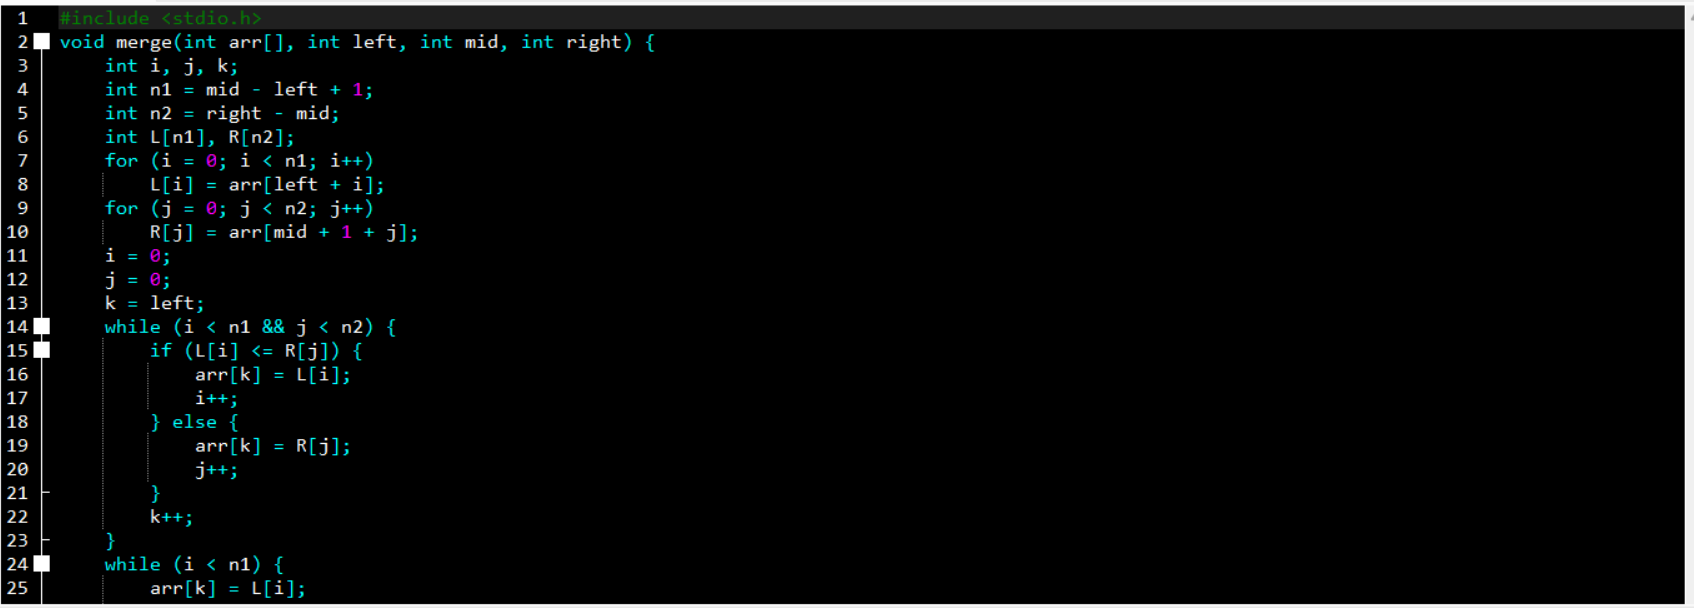 1 #include <stdio.h>
2 void merge(int arr[], int left, int mid, int right) {
3 int i, j, k;
4 int n1 = mid - left + 1;
5 int n2 = right - mid;
6 int L[n1], R[n2];
7 for (i = 0; i < n1; i++)
8 L[i] = arr[left + i];
9 for (j = 0; j < n2; j++)
10 R[j] = arr[mid + 1 + j];
11 i = 0;
12 j = 0;
13 k = left;
14 while (i < n1 && j < n2) {
15 if (L[i] <= R[j]) {
16 arr[k] = L[i];
17 i++;
18 } else {
19 arr[k] = R[j];
20 j++;
21 }
22 k++;
23 }
24 while (i < n1) {
25 arr[k] = L[i];